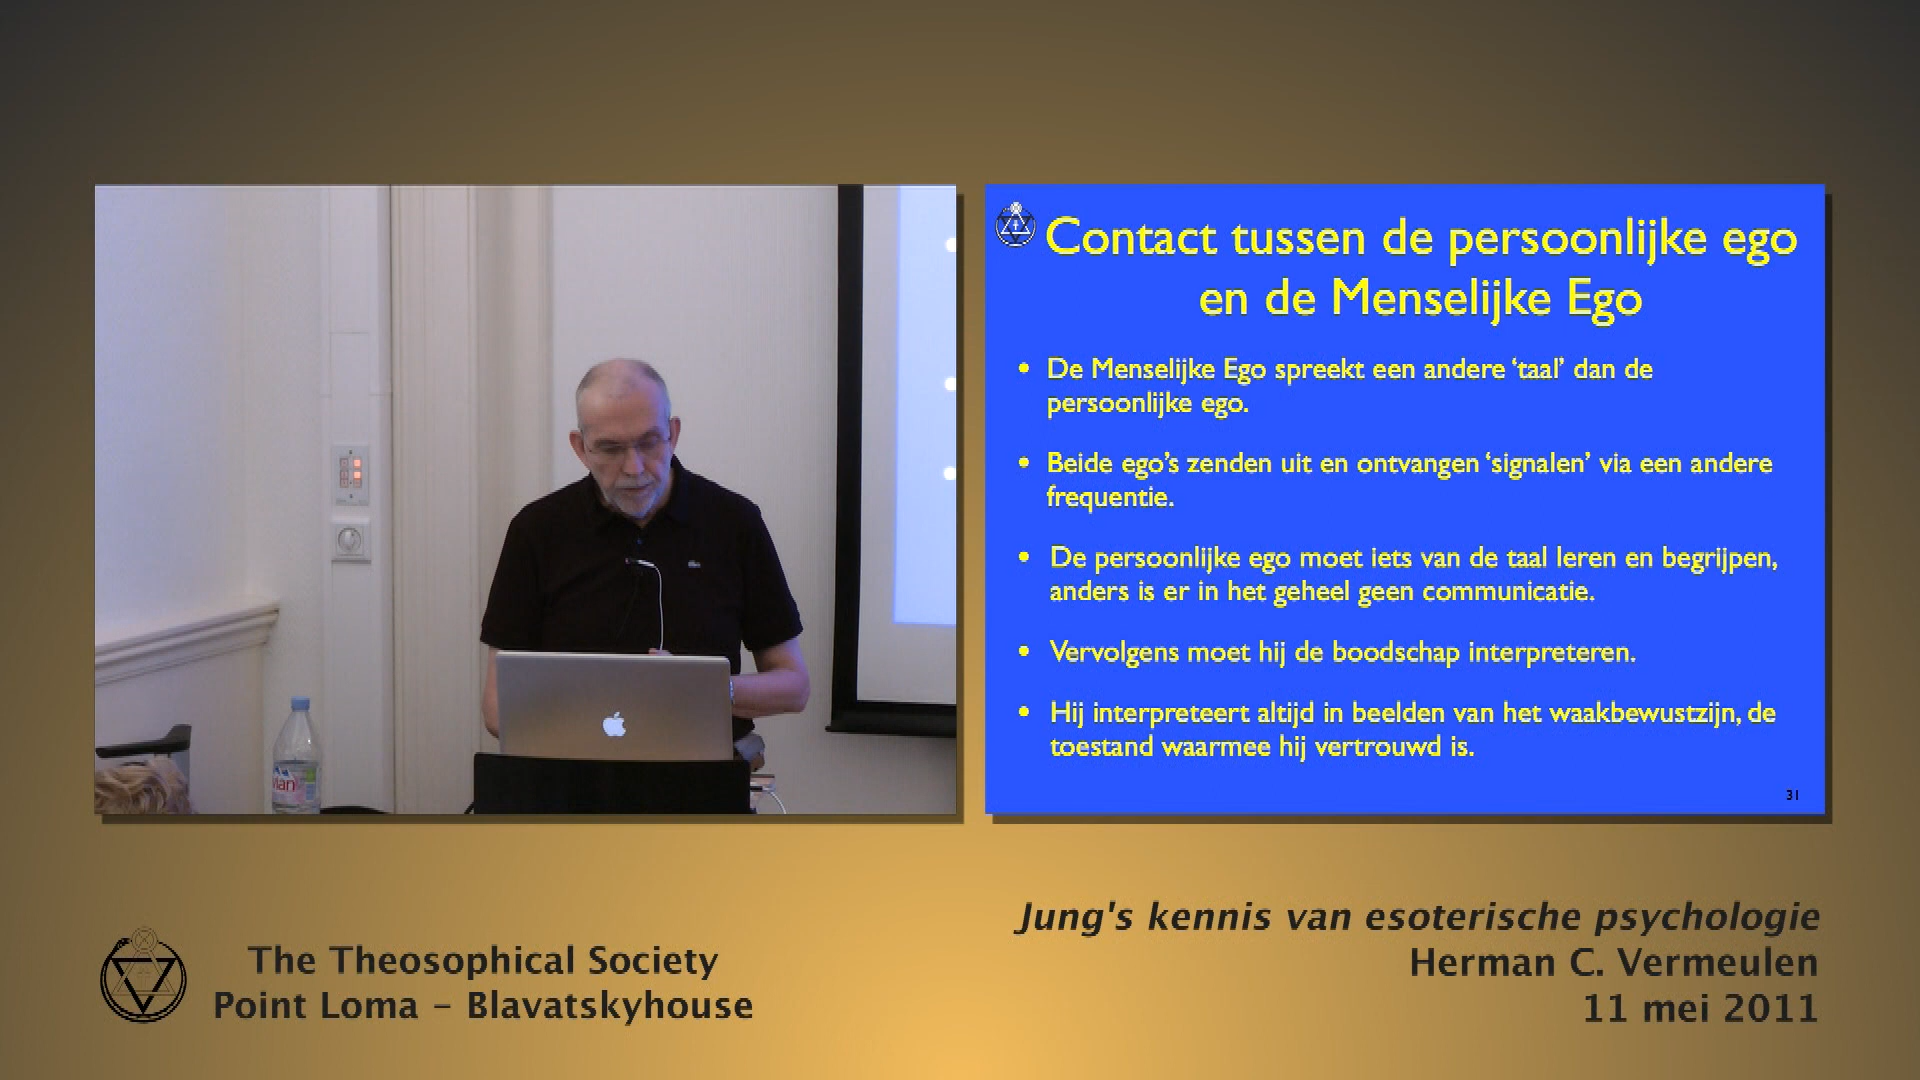 Contact tussen de persoonlijke ego
en de Menselijke Ego
• De Menselijke Ego spreekt een andere ‘taal’ dan de
persoonlijke ego.
• Beide ego’s zenden uit en ontvangen ‘signalen’ via een andere
frequentie.
• De persoonlijke ego moet iets van de taal leren en begrijpen,
anders is er in het geheel geen communicatie.
• Vervolgens moet hij de boodschap interpreteren.
• Hij interpreteert altijd in beelden van het waakbewustzijn, de
toestand waarmee hij vertrouwd is.
31
The Theosophical Society
Point Loma - Blavatskyhouse
Jung's kennis van esoterische psychologie
Herman C. Vermeulen
11 mei 2011